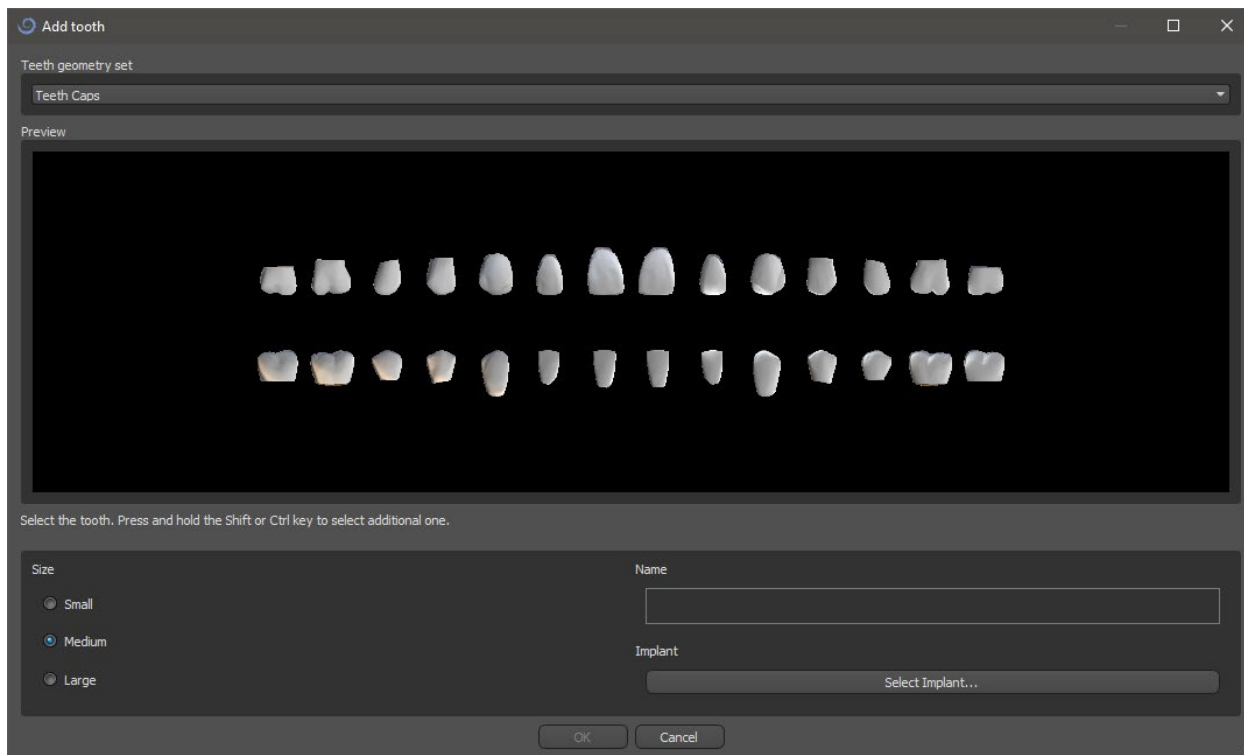 Add tooth
Teeth geometry set
Teeth Caps
Preview
Select the tooth. Press and hold the Shift or Ctrl key to select additional one.
Size
Small
Medium
Large
Name
Implant
Select Implant...
OK
Cancel